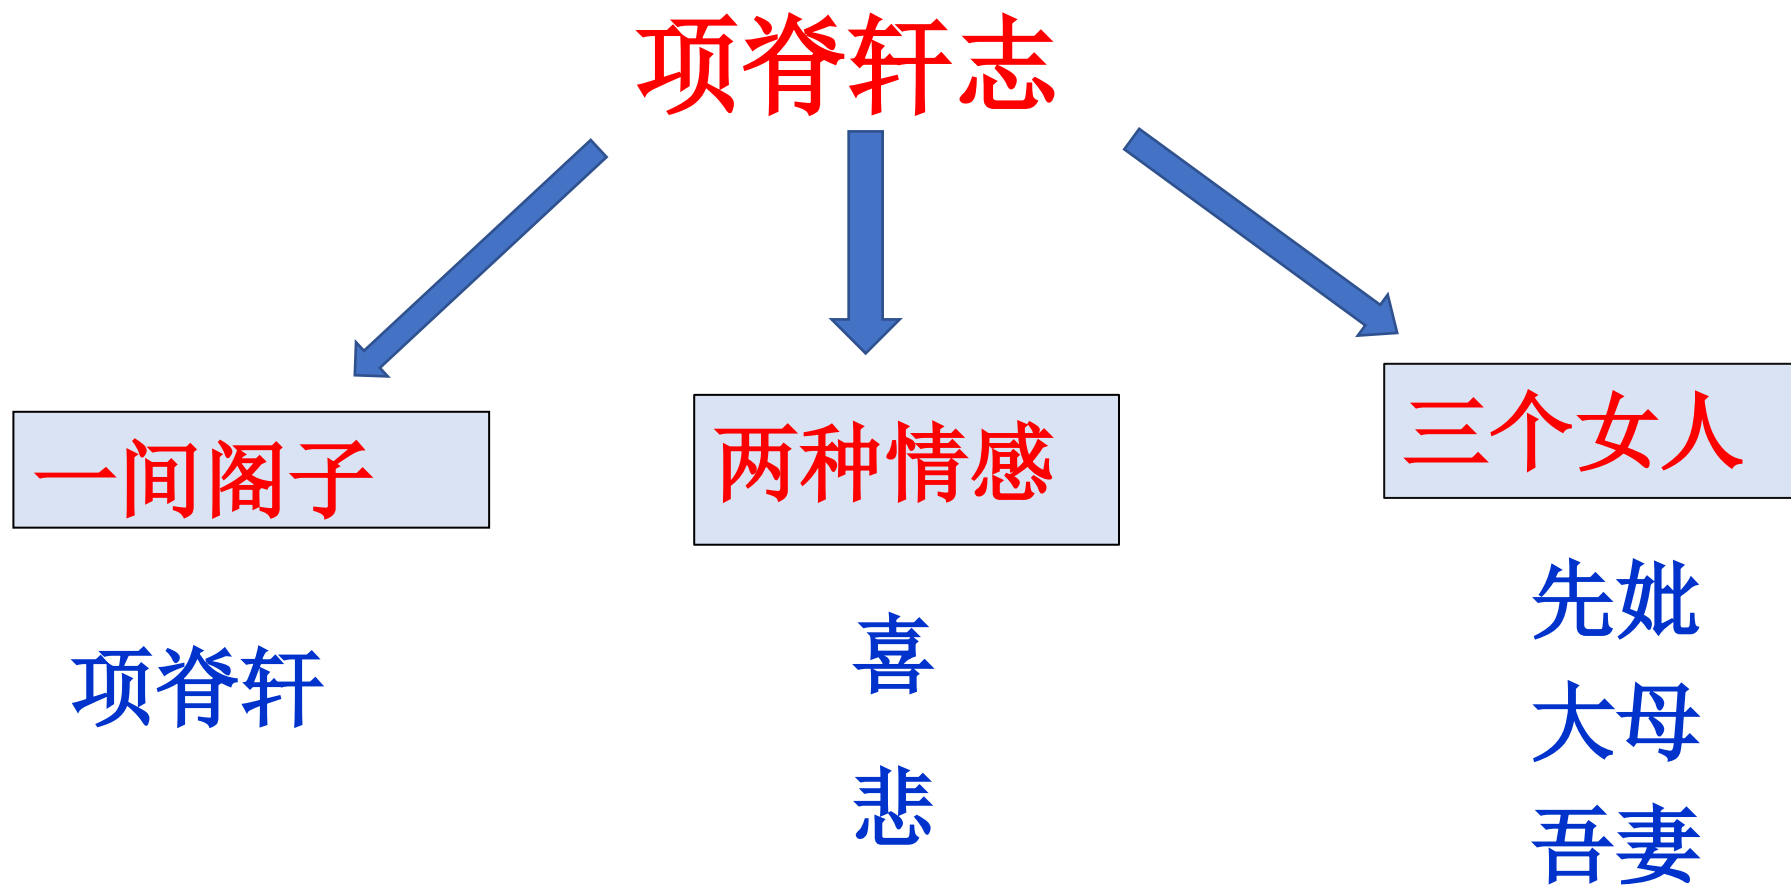 项脊轩志
一间阁子
项脊轩
两种情感
喜
悲
三个女人
先妣
大母
吾妻